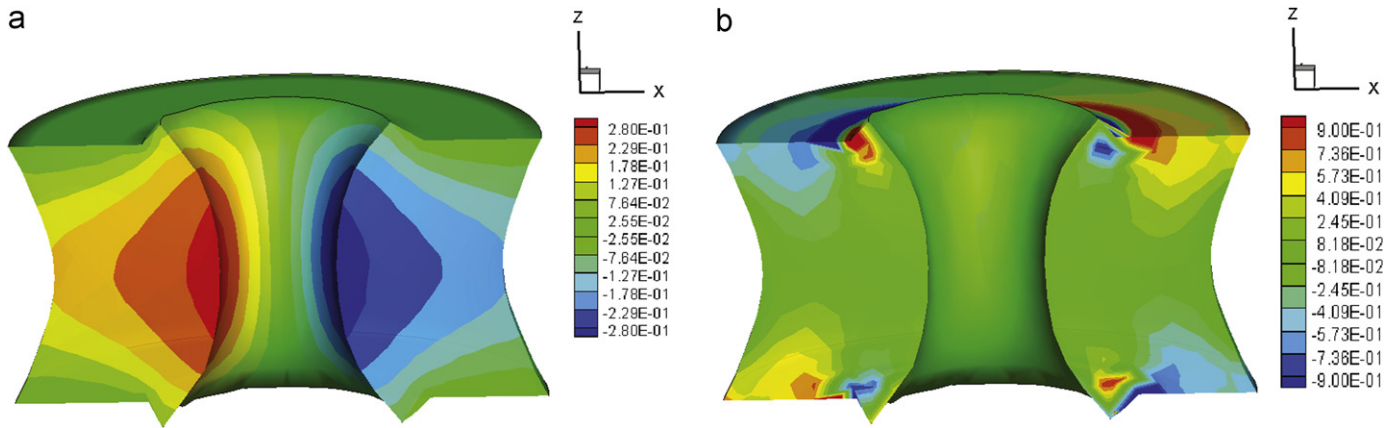 a
z
x
2.80E-01
2.29E-01
1.78E-01
1.27E-01
7.64E-02
2.55E-02
-2.55E-02
-7.64E-02
-1.27E-01
-1.78E-01
-2.29E-01
-2.80E-01
b
z
x
9.00E-01
7.36E-01
5.73E-01
4.09E-01
2.45E-01
8.18E-02
-8.18E-02
-2.45E-01
-4.09E-01
-5.73E-01
-7.36E-01
-9.00E-01